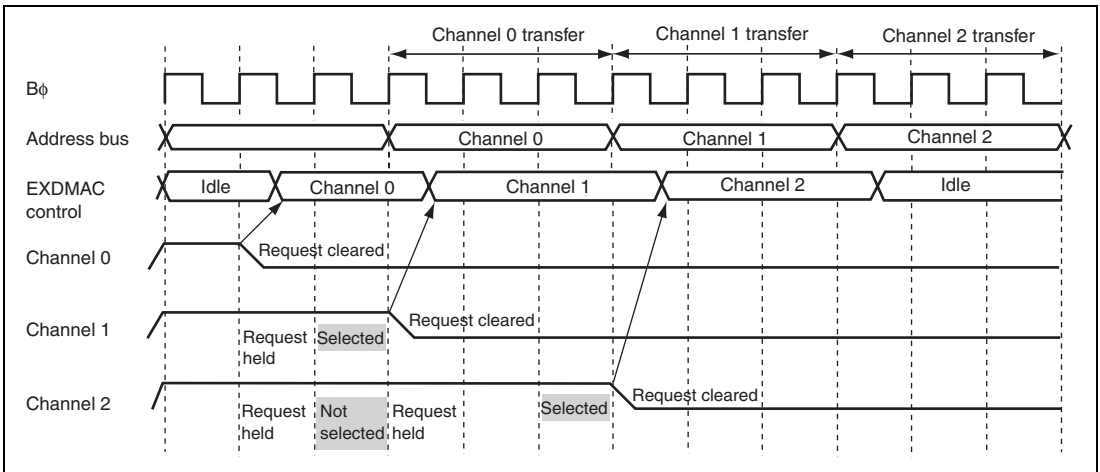 Channel 0 transfer Channel 1 transfer Channel 2 transfer
Bϕ
Address bus Channel 0 Channel 1 Channel 2
EXDMAC
control
Idle Channel 0 Channel 1 Channel 2 Idle
Channel 0 Request cleared
Channel 1 Request cleared
Request
held
Selected
Channel 2 Request cleared
Request
held
Not
selected
Request
held
Selected